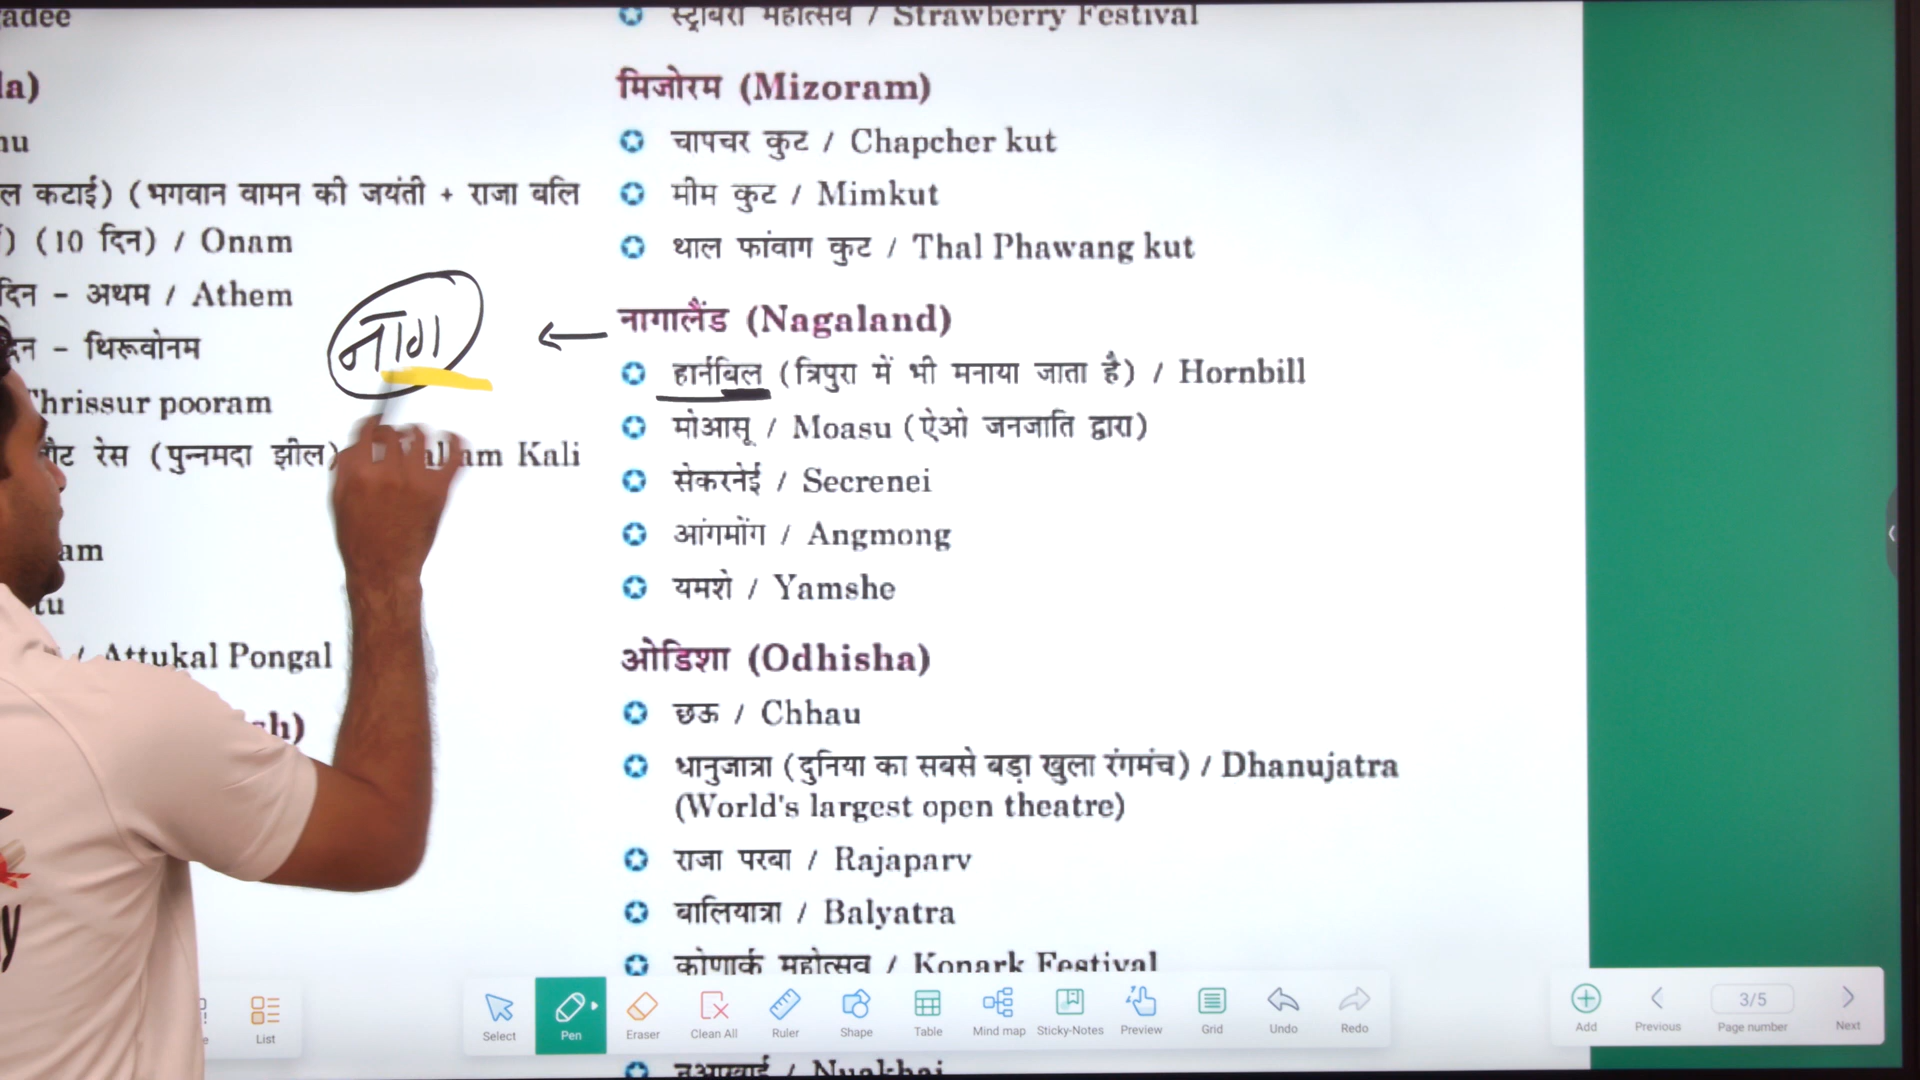 adee
la)
nu
ल कटाई) (भगवान वामन की जयंती + राजा बलि
) (10 दिन) / Onam
दिन - अथम / Athem
- थिरूवोनम
Thrissur pooram
रेस (पुन्नमदा झील) Kali
am
tu
/ Attukal Pongal
sh)
नाग
स्ट्रॉबेरी महोत्सव / Strawberry Festival
मिजोरम (Mizoram)
चापचर कुट / Chapcher kut
मीम कुट / Mimkut
थाल फांवाग कुट / Thal Phawang kut
नागालैंड (Nagaland)
हार्नबिल (त्रिपुरा में भी मनाया जाता है) / Hornbill
मोआसू / Moasu (ऐओ जनजाति द्वारा)
सेकरनेई / Secrenei
आंगमोंग / Angmong
यमशे / Yamshe
ओडिशा (Odhisha)
छऊ / Chhau
धानुजात्रा (दुनिया का सबसे बड़ा खुला रंगमंच) / Dhanujatra
(World's largest open theatre)
राजा परबा / Rajaparv
बालियात्रा / Balyatra
कोणार्क महोत्सव / Konark Festival
नुआखाई / Nuakhai
List
Select
Pen
Eraser
Clean All
Ruler
Shape
Table
Mind map
Sticky-Notes
Preview
Grid
Undo
Redo
Add
Previous
3/5
Page number
Next